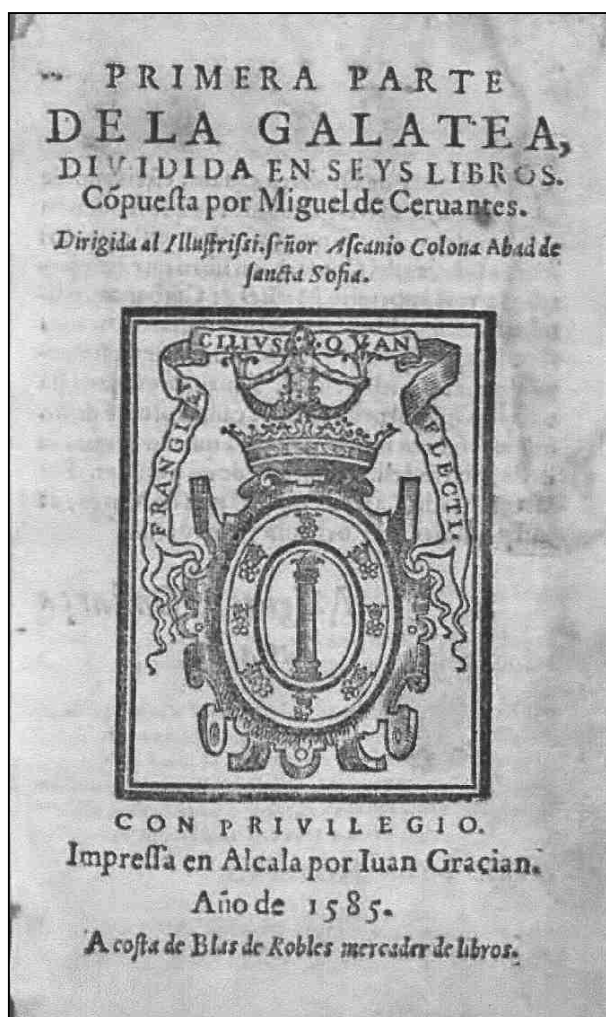 PRIMERA PARTE
DE LA GALATEA,
DIVIDIDA EN SEYS LIBROS.
Cõpuesta por Miguel de Ceruantes.
Dirigida al Illustrissi. señor Ascanio Colona Abad de
sancta Sofia.
FRANGI FACILIVS QVAN FLECTI.
CON PRIVILEGIO.
Impressa en Alcala por Iuan Graçian.
Año de 1585.
A costa de Blas de Robles mercader de libros.